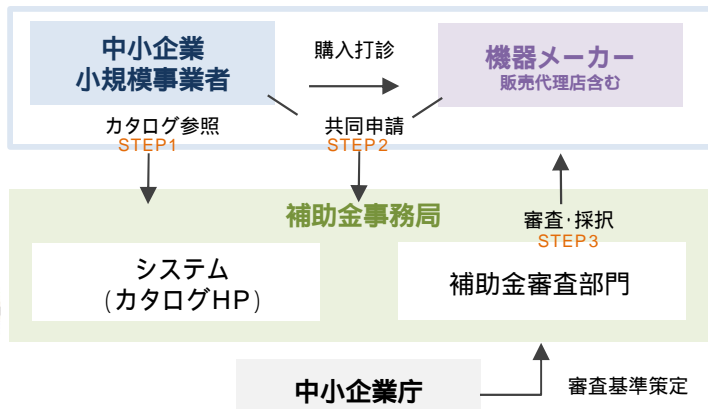 中小企業
小規模事業者
購入打診
機器メーカー
販売代理店含む
カタログ参照
STEP1
共同申請
STEP2
補助金事務局
審査・採択
STEP3
システム
(カタログHP)
補助金審査部門
中小企業庁
審査基準策定